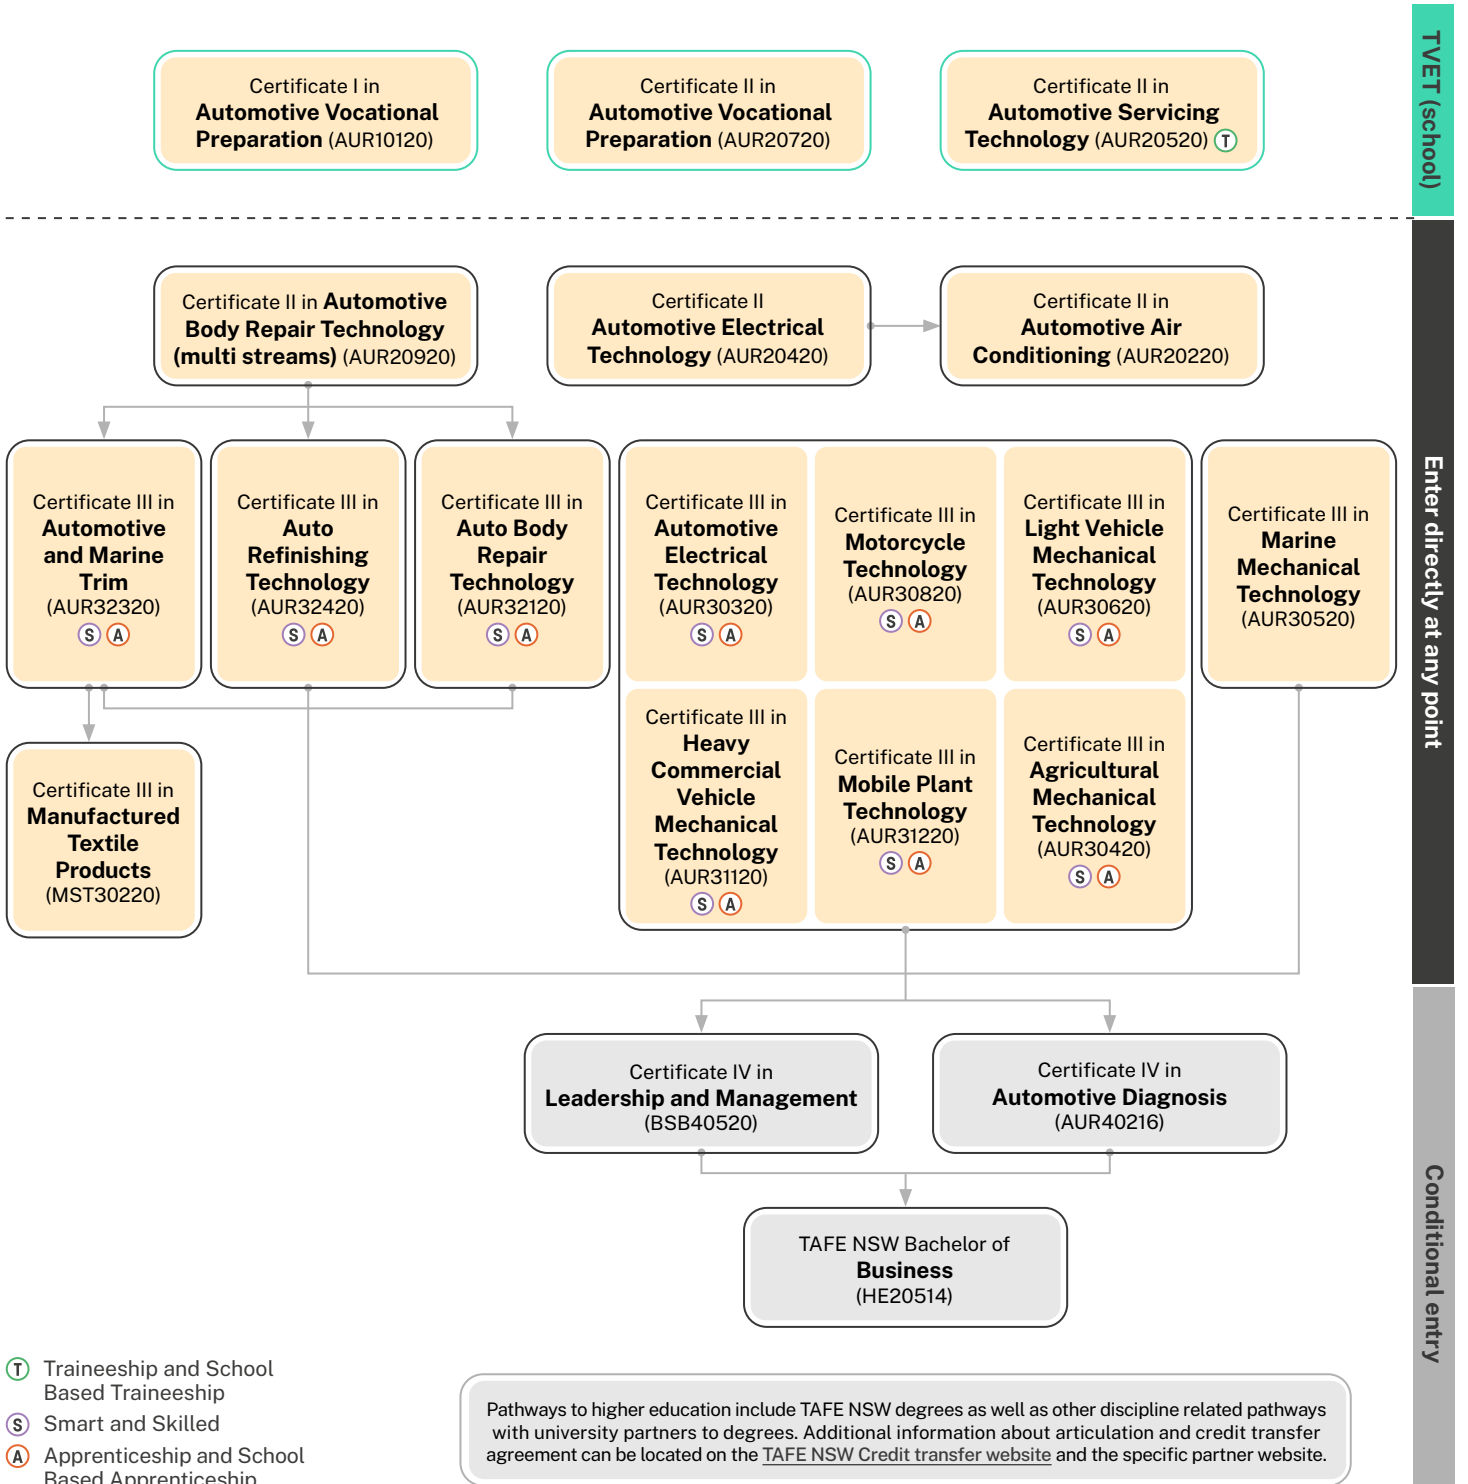 Certificate I in
Automotive Vocational
Preparation (AUR10120)
Certificate II in
Automotive Vocational
Preparation (AUR20720)
Certificate II in
Automotive Servicing
Technology (AUR20520) T
TVET (school)
Certificate II in Automotive
Body Repair Technology
(multi streams) (AUR20920)
Certificate II
Automotive Electrical
Technology (AUR20420)
Certificate II in
Automotive Air
Conditioning (AUR20220)
Certificate III in
Automotive
and Marine
Trim
(AUR32320)
S A
Certificate III in
Auto
Refinishing
Technology
(AUR32420)
S A
Certificate III in
Auto Body
Repair
Technology
(AUR32120)
S A
Certificate III in
Automotive
Electrical
Technology
(AUR30320)
S A
Certificate III in
Motorcycle
Technology
(AUR30820)
S A
Certificate III in
Light Vehicle
Mechanical
Technology
(AUR30620)
S A
Certificate III in
Marine
Mechanical
Technology
(AUR30520)
Enter directly at any point
Certificate III in
Manufactured
Textile
Products
(MST30220)
Certificate III in
Heavy
Commercial
Vehicle
Mechanical
Technology
(AUR31120)
S A
Certificate III in
Mobile Plant
Technology
(AUR31220)
S A
Certificate III in
Agricultural
Mechanical
Technology
(AUR30420)
S A
Certificate IV in
Leadership and Management
(BSB40520)
Certificate IV in
Automotive Diagnosis
(AUR40216)
TAFE NSW Bachelor of
Business
(HE20514)
Conditional entry
T Traineeship and School
Based Traineeship
S Smart and Skilled
A Apprenticeship and School
Based Apprenticeship
Pathways to higher education include TAFE NSW degrees as well as other discipline related pathways
with university partners to degrees. Additional information about articulation and credit transfer
agreement can be located on the TAFE NSW Credit transfer website and the specific partner website.